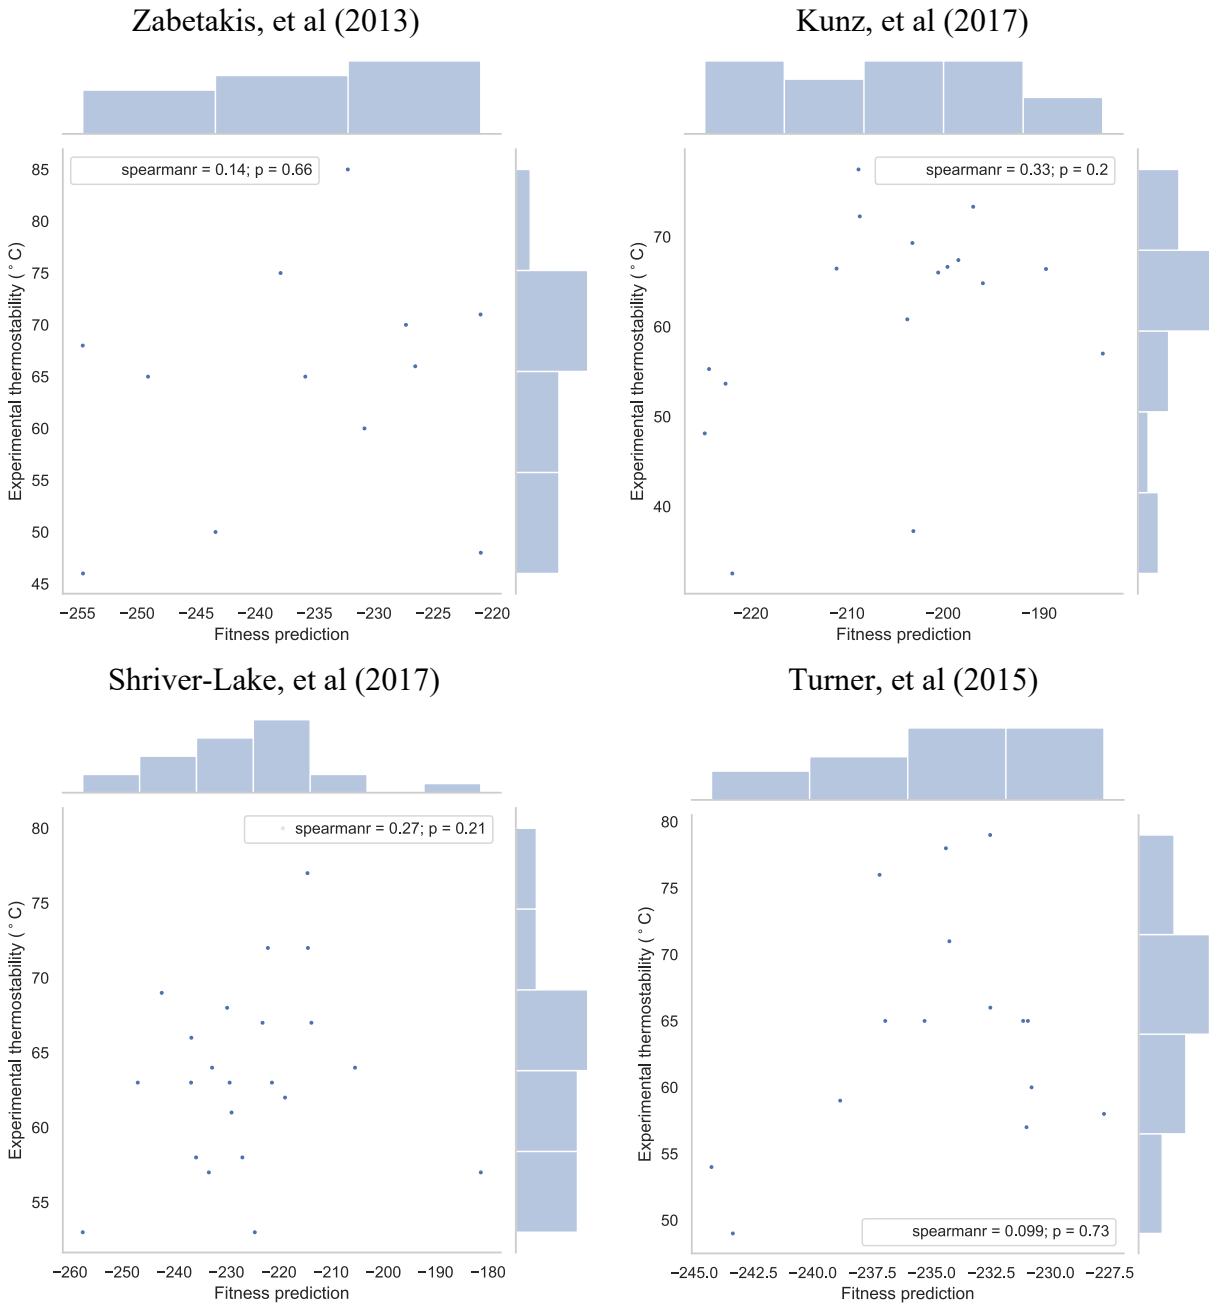 Zabetakis, et al (2013)
spearmanr = 0.14; p = 0.66
Experimental thermostability ( ° C)
85
80
75
70
65
60
55
50
45
−255 −250 −245 −240 −235 −230 −225 −220
Fitness prediction
Kunz, et al (2017)
spearmanr = 0.33; p = 0.2
Experimental thermostability ( ° C)
70
60
50
40
−220 −210 −200 −190
Fitness prediction
Shriver-Lake, et al (2017)
spearmanr = 0.27; p = 0.21
Experimental thermostability ( ° C)
80
75
70
65
60
55
−260 −250 −240 −230 −220 −210 −200 −190 −180
Fitness prediction
Turner, et al (2015)
Experimental thermostability ( ° C)
80
75
70
65
60
55
50
spearmanr = 0.099; p = 0.73
−245.0 −242.5 −240.0 −237.5 −235.0 −232.5 −230.0 −227.5
Fitness prediction